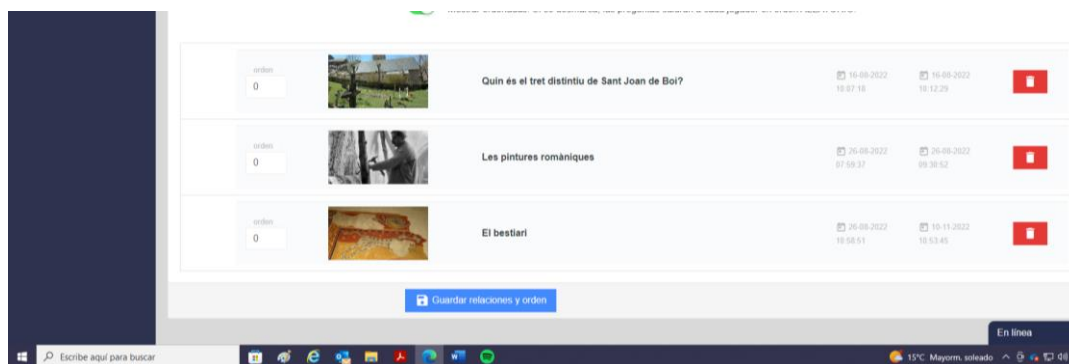 orden
0
Quin és el tret distintiu de Sant Joan de Boi?
16-08-2022
10:07:18
16-08-2022
10:12:29
orden
0
Les pintures romàniques
26-08-2022
07:59:37
26-08-2022
09:38:52
orden
0
El bestiari
26-08-2022
10:58:51
10-11-2022
10:53:45
Guardar relaciones y orden
En línea
Escribe aquí para buscar
15°C Mayorm. soleado